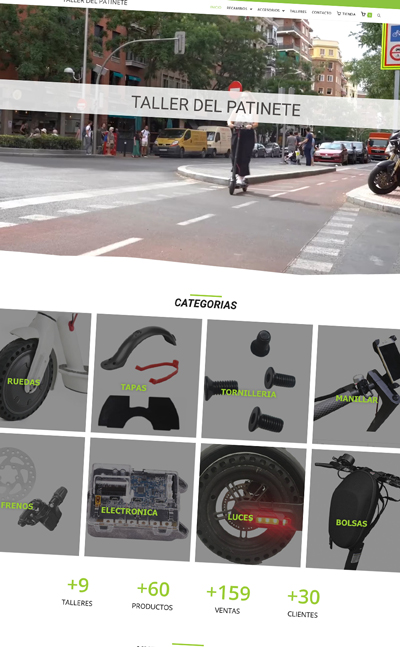 TALLER DEL PATINETE
INICIO RECAMBIOS ACCESORIOS TALLERES CONTACTO TIENDA
TALLER DEL PATINETE
CATEGORIAS
RUEDAS
TAPAS
TORNILLERIA
MANILLAR
FRENOS
ELECTRONICA
LUCES
BOLSAS
+9 +60 +159 +30
TALLERES PRODUCTOS VENTAS CLIENTES